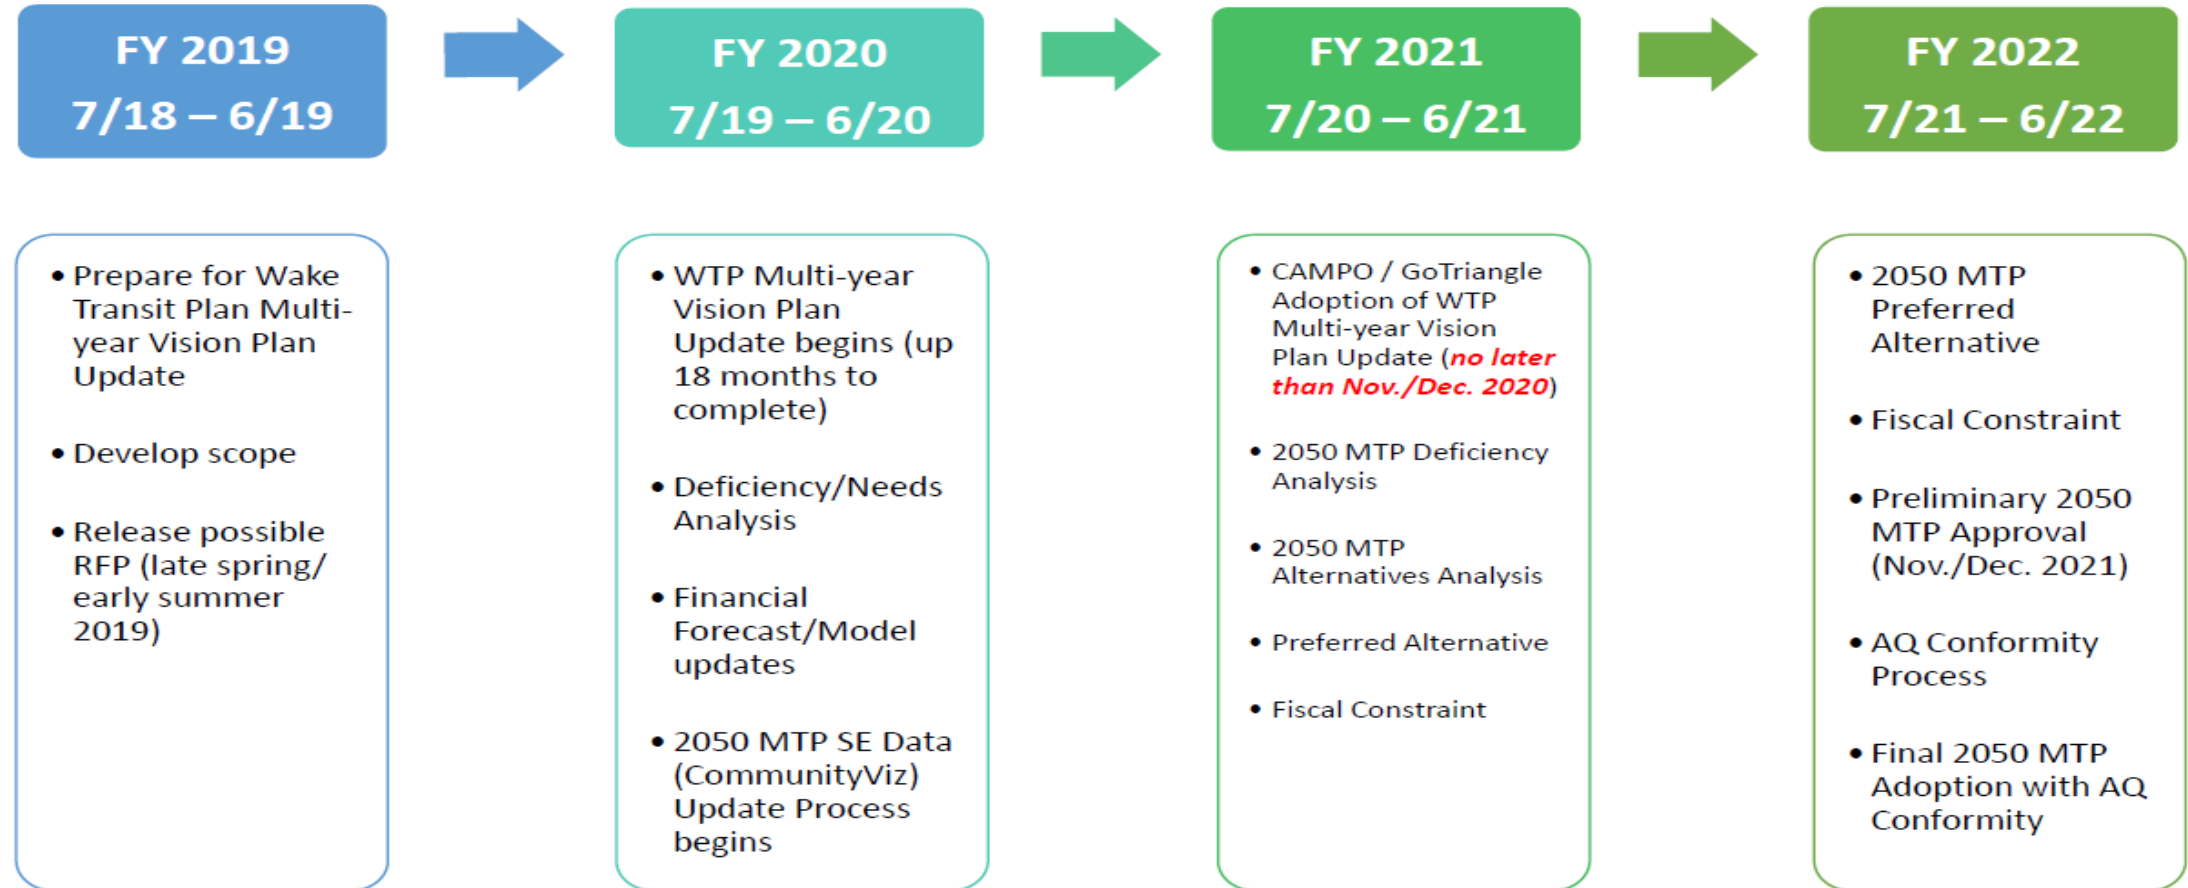 FY 2019
7/18 – 6/19
FY 2020
7/19 – 6/20
FY 2021
7/20 – 6/21
FY 2022
7/21 – 6/22
• Prepare for Wake
Transit Plan Multi-
year Vision Plan
Update
• Develop scope
• Release possible
RFP (late spring/
early summer
2019)
• WTP Multi-year
Vision Plan
Update begins (up
18 months to
complete)
• Deficiency/Needs
Analysis
• Financial
Forecast/Model
updates
• 2050 MTP SE Data
(CommunityViz)
Update Process
begins
• CAMPO / GoTriangle
Adoption of WTP
Multi-year Vision
Plan Update (no later
than Nov./Dec. 2020)
• 2050 MTP Deficiency
Analysis
• 2050 MTP
Alternatives Analysis
• Preferred Alternative
• Fiscal Constraint
• 2050 MTP
Preferred
Alternative
• Fiscal Constraint
• Preliminary 2050
MTP Approval
(Nov./Dec. 2021)
• AQ Conformity
Process
• Final 2050 MTP
Adoption with AQ
Conformity